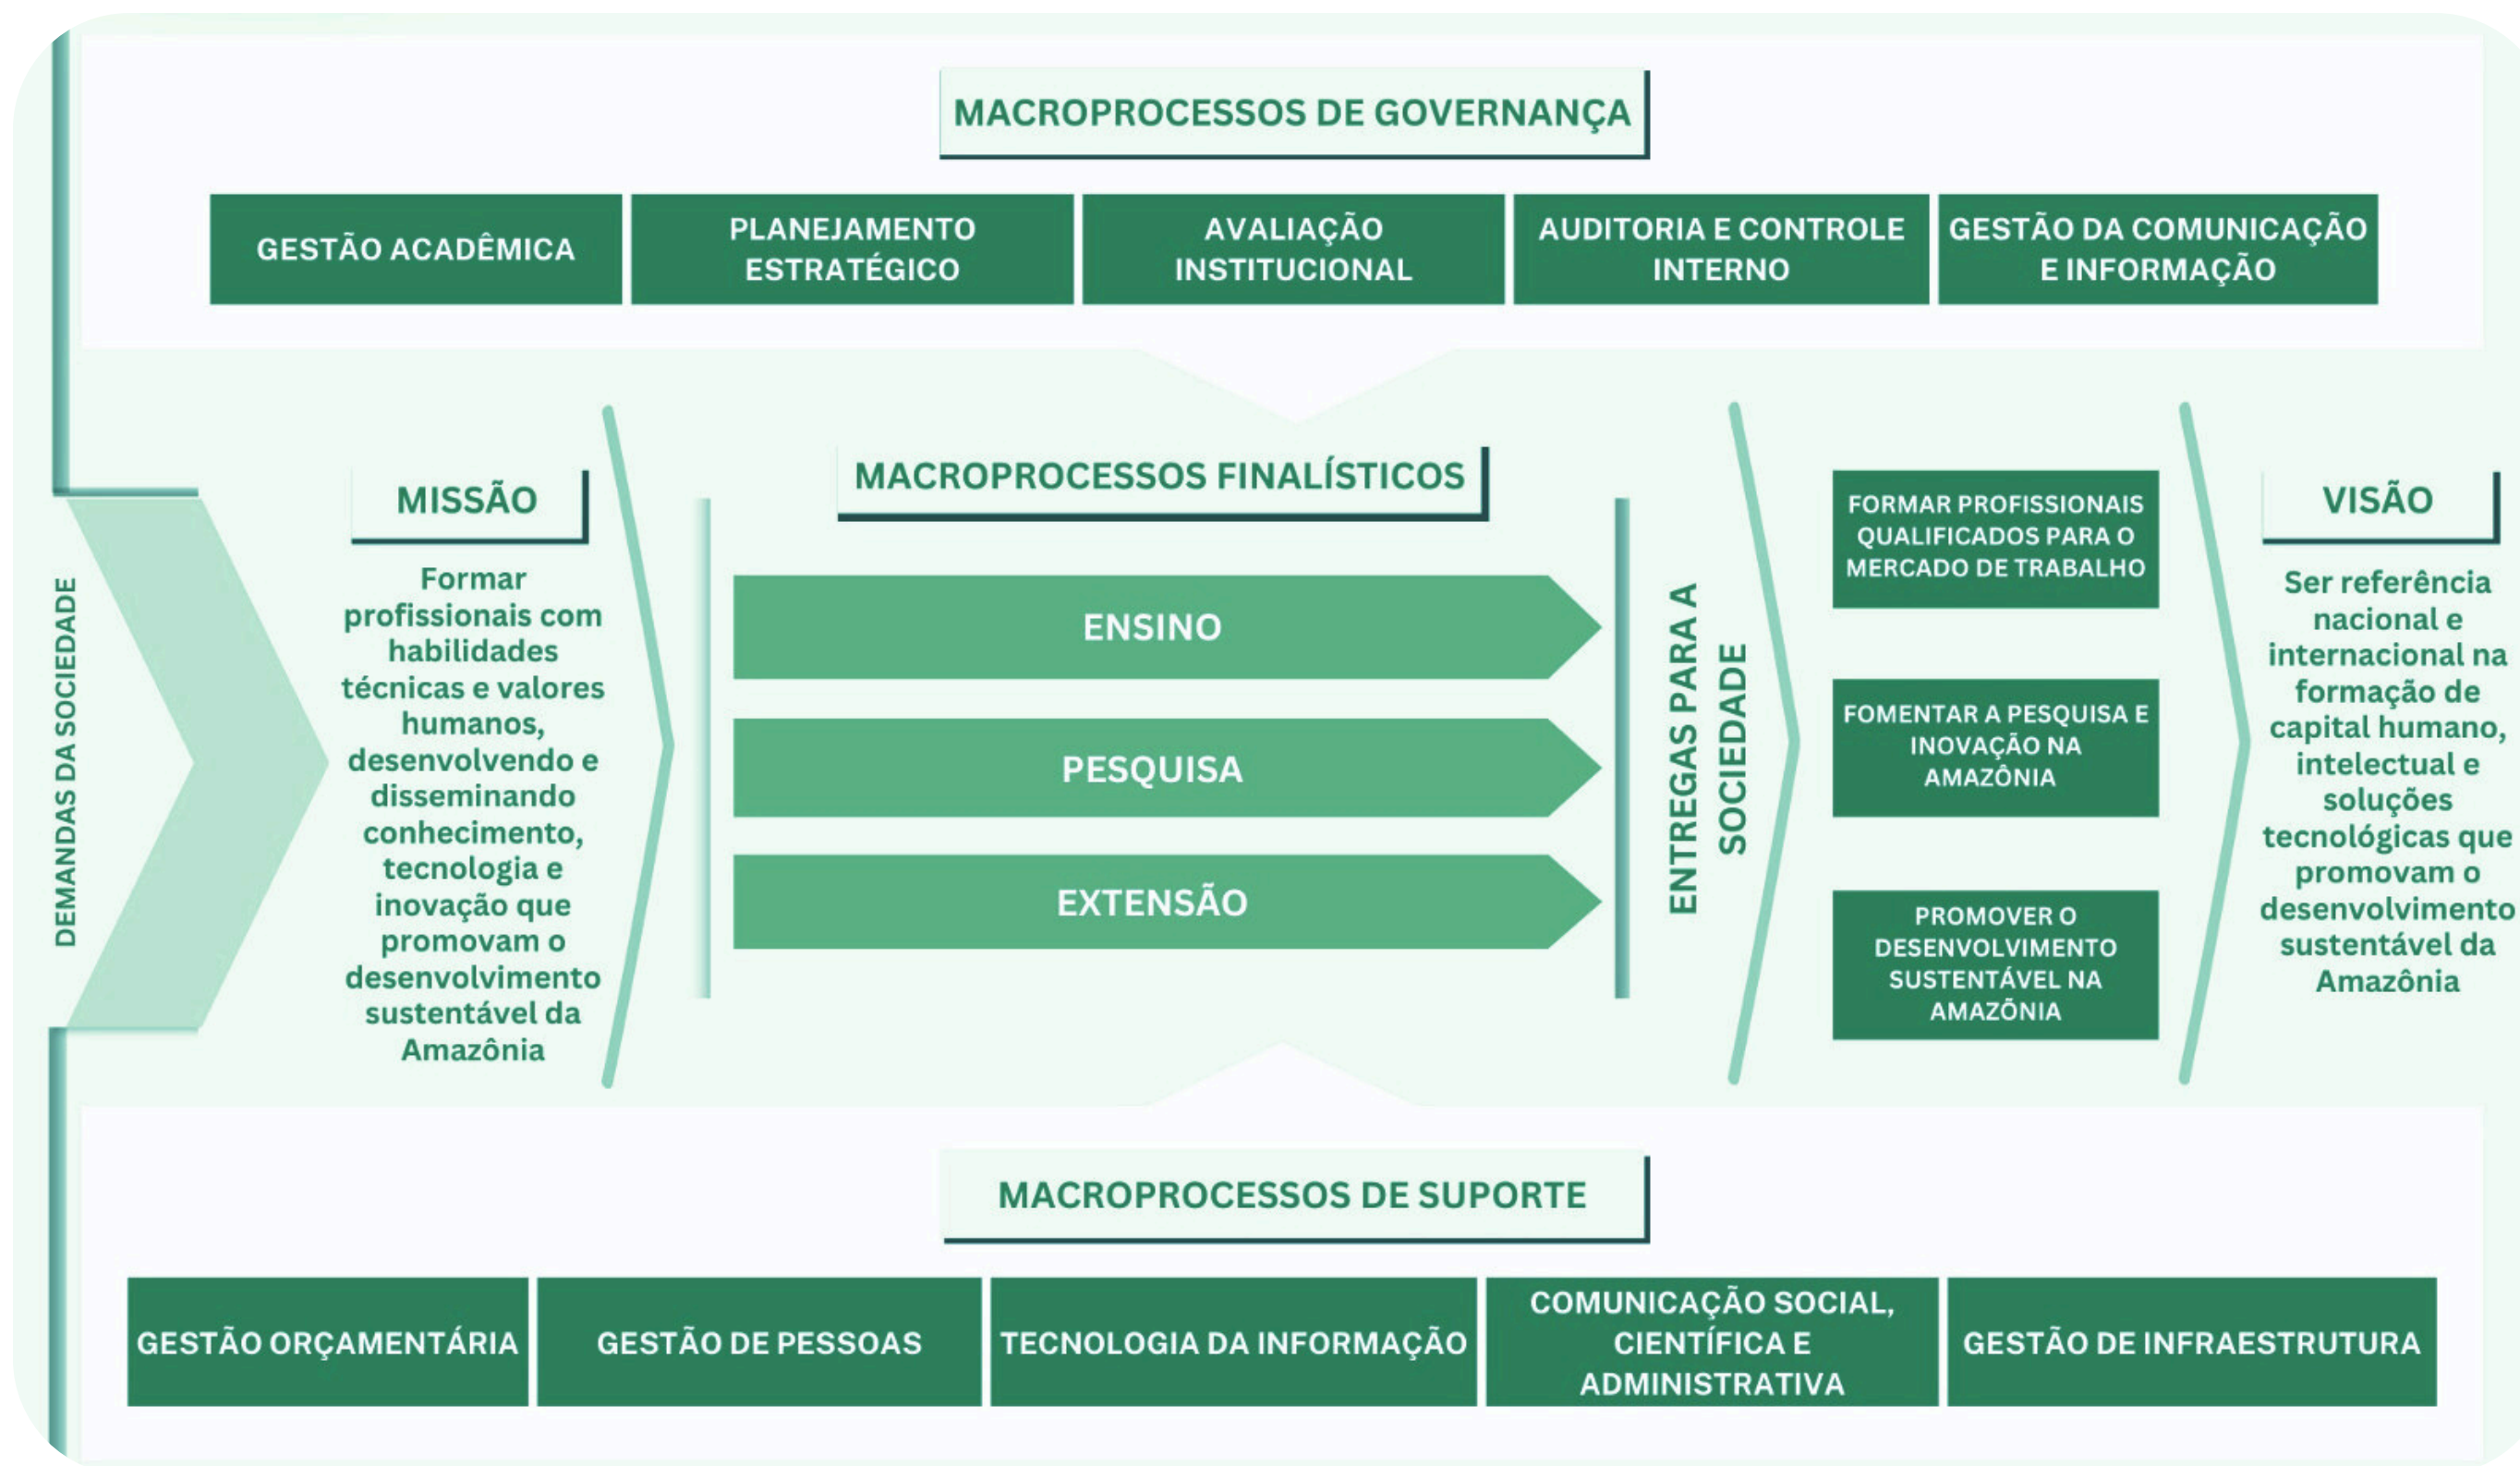 MACROPROCESSOS DE GOVERNANÇA
GESTÃO ACADÊMICA
PLANEJAMENTO
ESTRATÉGICO
AVALIAÇÃO
INSTITUCIONAL
AUDITORIA E CONTROLE
INTERNO
GESTÃO DA COMUNICAÇÃO
E INFORMAÇÃO
DEMANDAS DA SOCIEDADE
MISSÃO
Formar
profissionais com
habilidades
técnicas e valores
humanos,
desenvolvendo e
disseminando
conhecimento,
tecnologia e
inovação que
promovam o
desenvolvimento
sustentável da
Amazônia
MACROPROCESSOS FINALÍSTICOS
ENSINO
PESQUISA
EXTENSÃO
ENTREGAS PARA A
SOCIEDADE
FORMAR PROFISSIONAIS
QUALIFICADOS PARA O
MERCADO DE TRABALHO
FOMENTAR A PESQUISA E
INOVAÇÃO NA
AMAZÔNIA
PROMOVER O
DESENVOLVIMENTO
SUSTENTÁVEL NA
AMAZÕNIA
VISÃO
Ser referência
nacional e
internacional na
formação de
capital humano,
intelectual e
soluções
tecnológicas que
promovam o
desenvolvimento
sustentável da
Amazônia
MACROPROCESSOS DE SUPORTE
GESTÃO ORÇAMENTÁRIA
GESTÃO DE PESSOAS
TECNOLOGIA DA INFORMAÇÃO
COMUNICAÇÃO SOCIAL,
CIENTÍFICA E
ADMINISTRATIVA
GESTÃO DE INFRAESTRUTURA